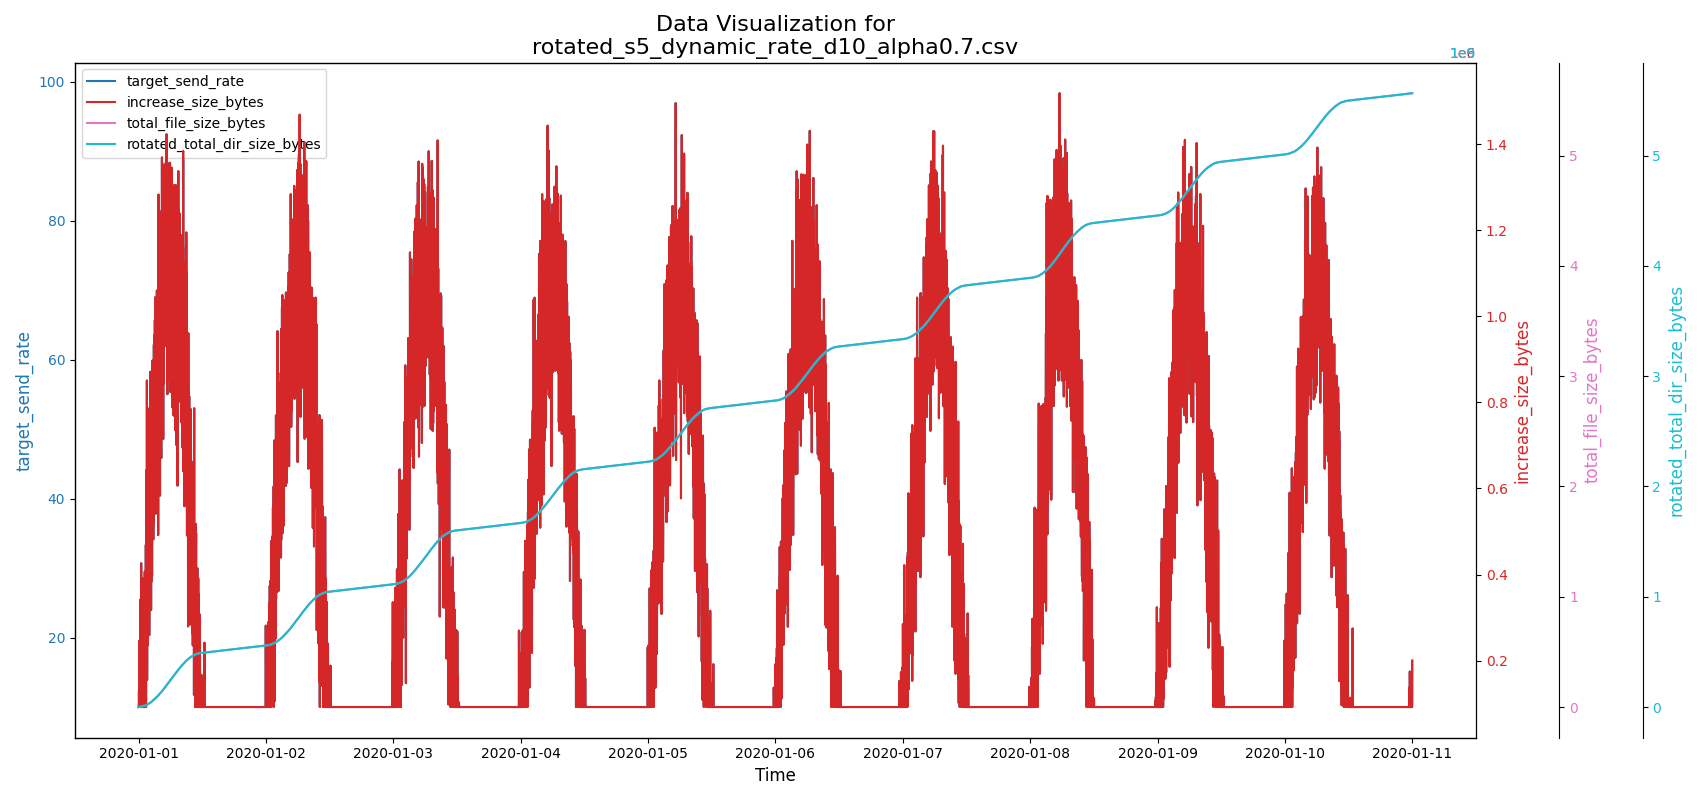 Data Visualization for
rotated_s5_dynamic_rate_d10_alpha0.7.csv
target_send_rate
increase_size_bytes
total_file_size_bytes
rotated_total_dir_size_bytes
100
80
60
40
20
target_send_rate
1.4
1.2
1.0
0.8
0.6
0.4
0.2
increase_size_bytes
5
4
3
2
1
0
total_file_size_bytes
5
4
3
2
1
0
rotated_total_dir_size_bytes
2020-01-01 2020-01-02 2020-01-03 2020-01-04 2020-01-05 2020-01-06 2020-01-07 2020-01-08 2020-01-09 2020-01-10 2020-01-11
Time